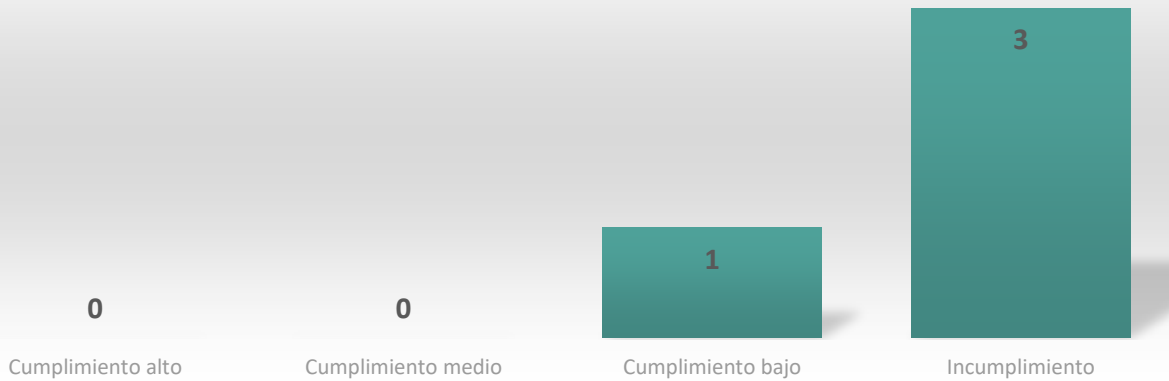 3
1
0
0
Cumplimiento alto
Cumplimiento medio
Cumplimiento bajo
Incumplimiento